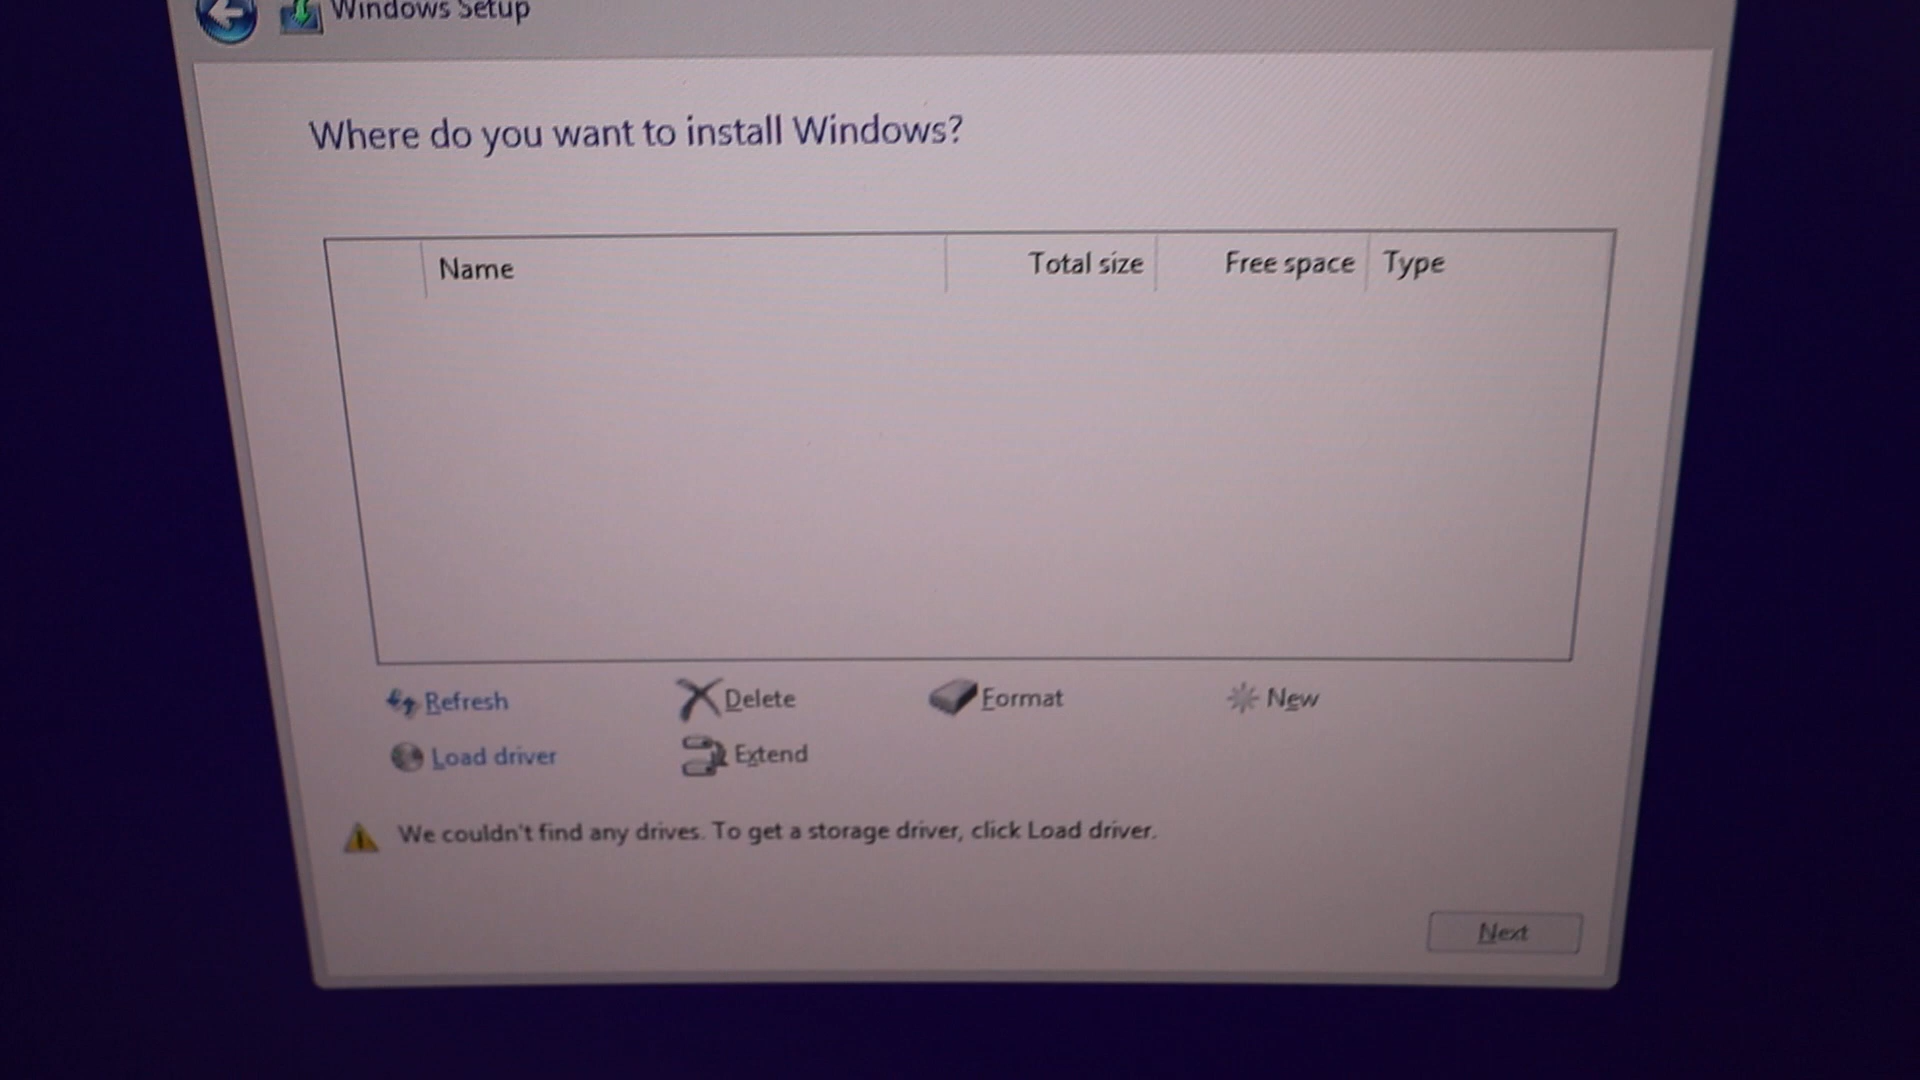 Windows Setup
Where do you want to install Windows?
Name Total size Free space Type
Refresh Delete Format New
Load driver Extend
We couldn't find any drives. To get a storage driver, click Load driver.
Next